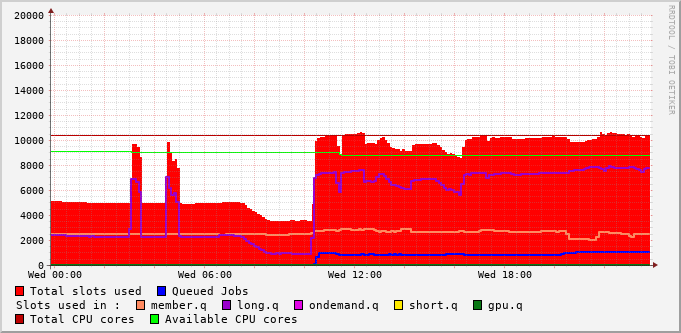 20000
18000
16000
14000
12000
10000
8000
6000
4000
2000
0
Wed 00:00 Wed 06:00 Wed 12:00 Wed 18:00
Total slots used Queued Jobs
Slots used in : member.q long.q ondemand.q short.q gpu.q
Total CPU cores Available CPU cores
RRDTOOL / TOBI OETIKER